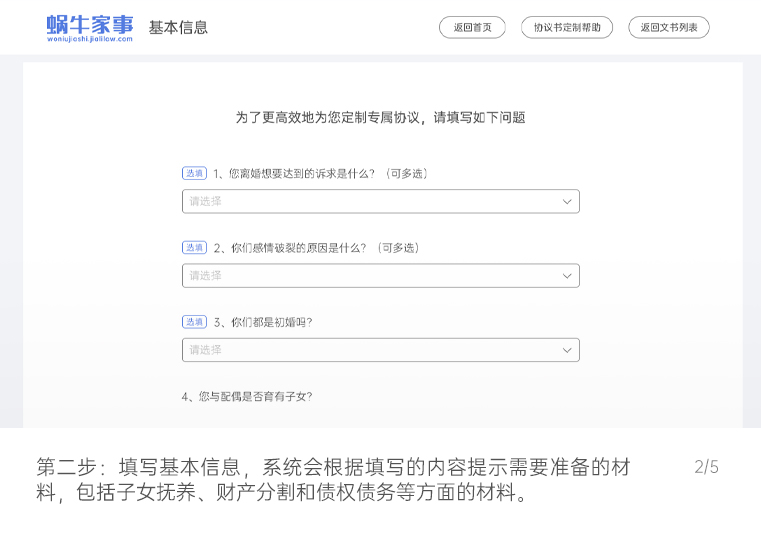 蜗牛家事
woniujiashi.jialilaw.com
基本信息
返回首页
协议书定制帮助
返回文书列表
为了更高效地为您定制专属协议，请填写如下问题
选填 1、您离婚想要达到的诉求是什么？（可多选）
请选择
选填 2、你们感情破裂的原因是什么？（可多选）
请选择
选填 3、你们都是初婚吗？
请选择
4、您与配偶是否育有子女？
第二步：填写基本信息，系统会根据填写的内容提示需要准备的材
料，包括子女抚养、财产分割和债权债务等方面的材料。
2/5